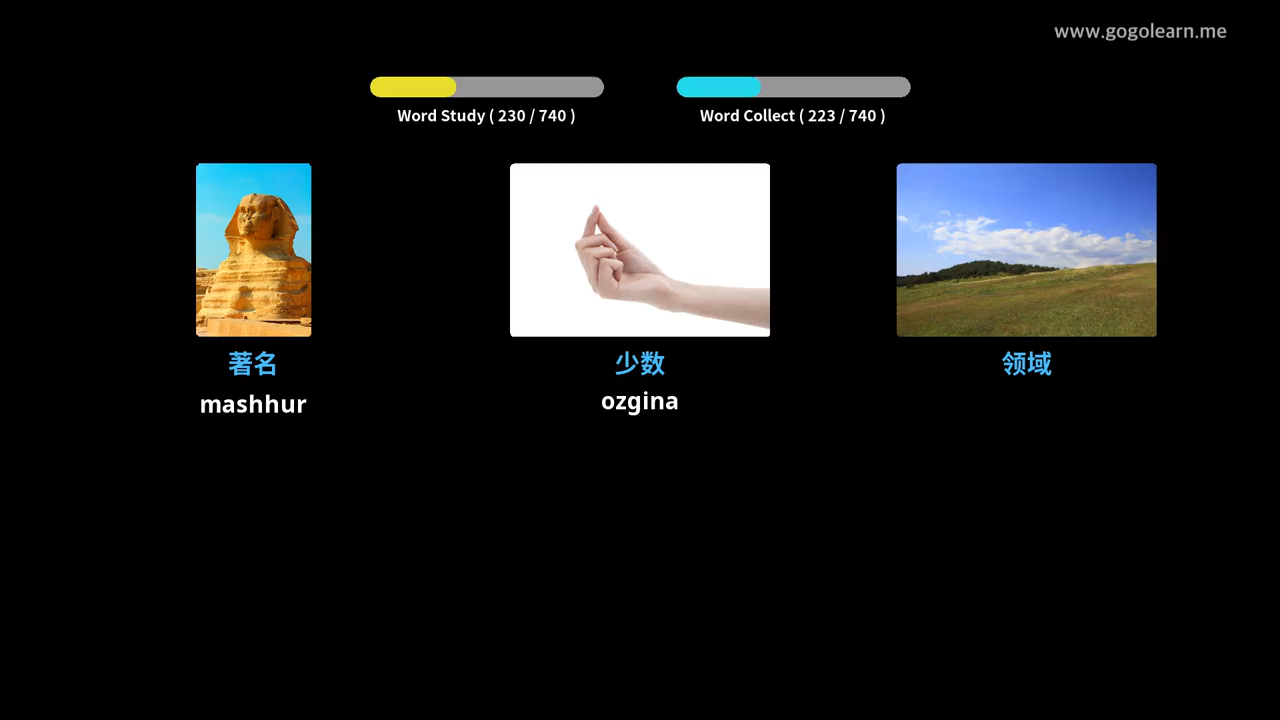 www.gogolearn.me
Word Study ( 230 / 740 )
Word Collect ( 223 / 740 )
著名
少数
领域
mashhur
ozgina